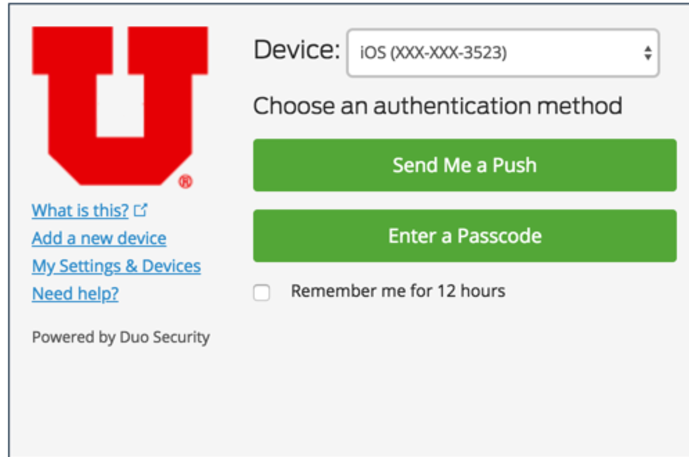 U®
What is this?
Add a new device
My Settings & Devices
Need help?
Powered by Duo Security
Device: iOS (XXX-XXX-3523)
Choose an authentication method
Send Me a Push
Enter a Passcode
Remember me for 12 hours